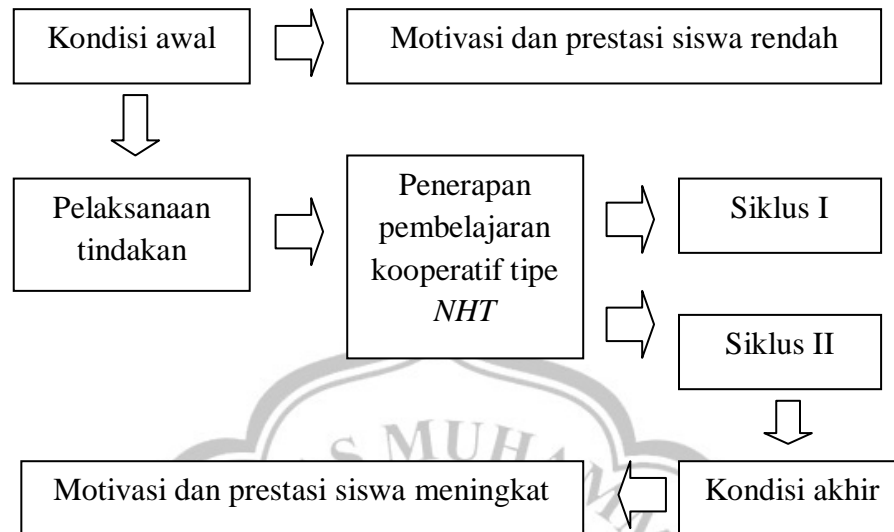 Kondisi awal
Motivasi dan prestasi siswa rendah
Pelaksanaan
tindakan
Penerapan
pembelajaran
kooperatif tipe
NHT
Siklus I
Siklus II
S MUHAM
Motivasi dan prestasi siswa meningkat
Kondisi akhir